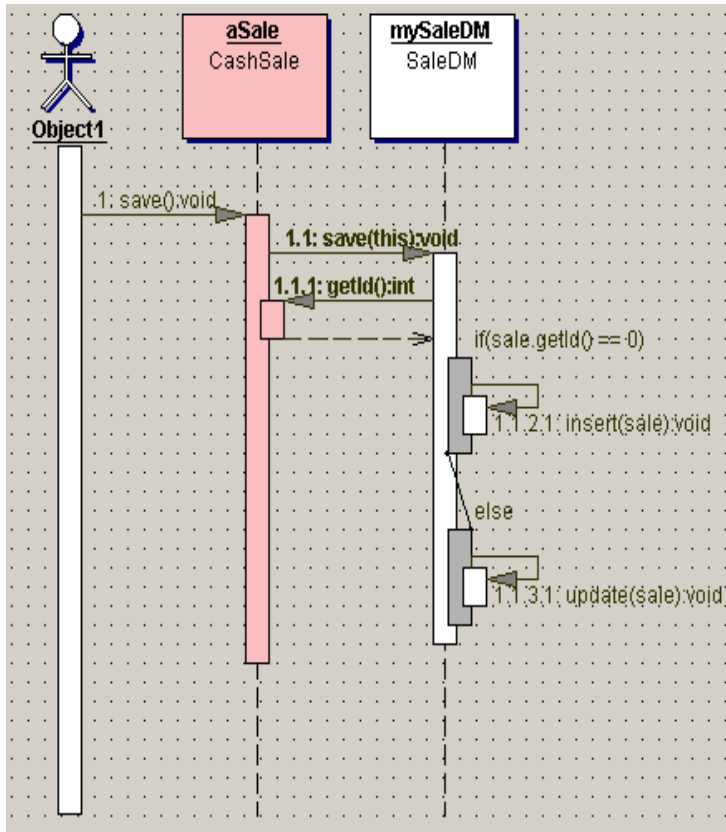 aSale
CashSale
mySaleDM
SaleDM
Object1
1: save():void
1.1: save(this):void
1.1.1: getId():int
if(sale.getId() == 0)
1.1.2.1: insert(sale):void
else
1.1.3.1: update(sale):void